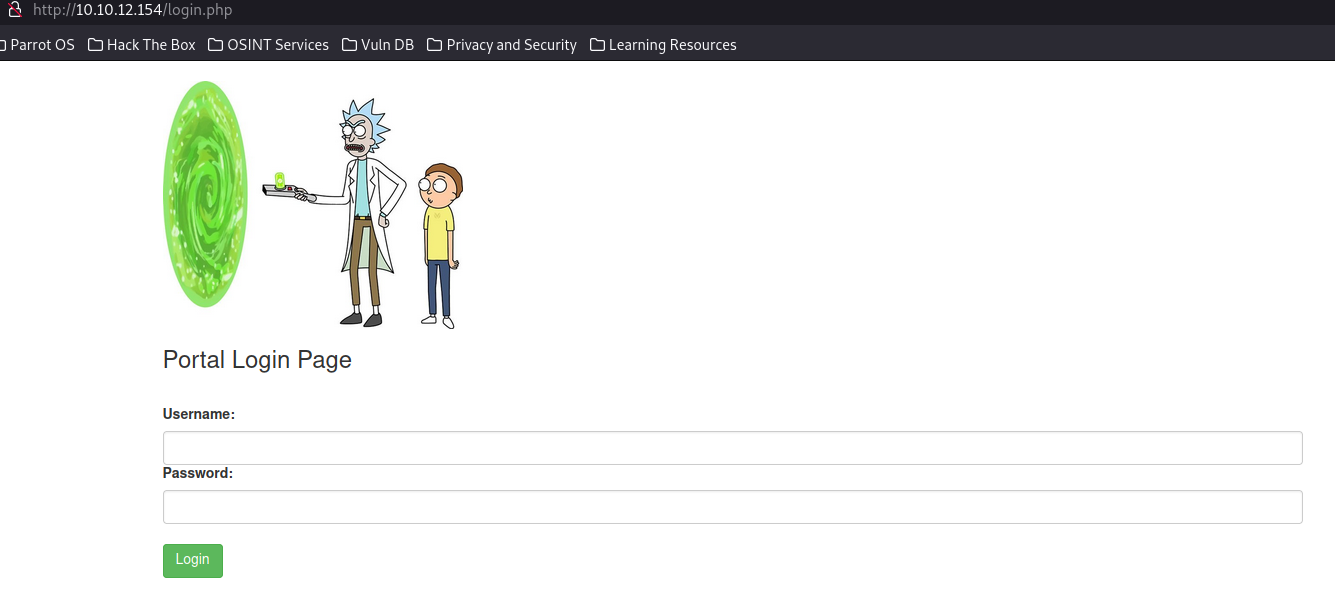 http://10.10.12.154/login.php
Parrot OS Hack The Box OSINT Services Vuln DB Privacy and Security Learning Resources
Portal Login Page
Username:
Password:
Login